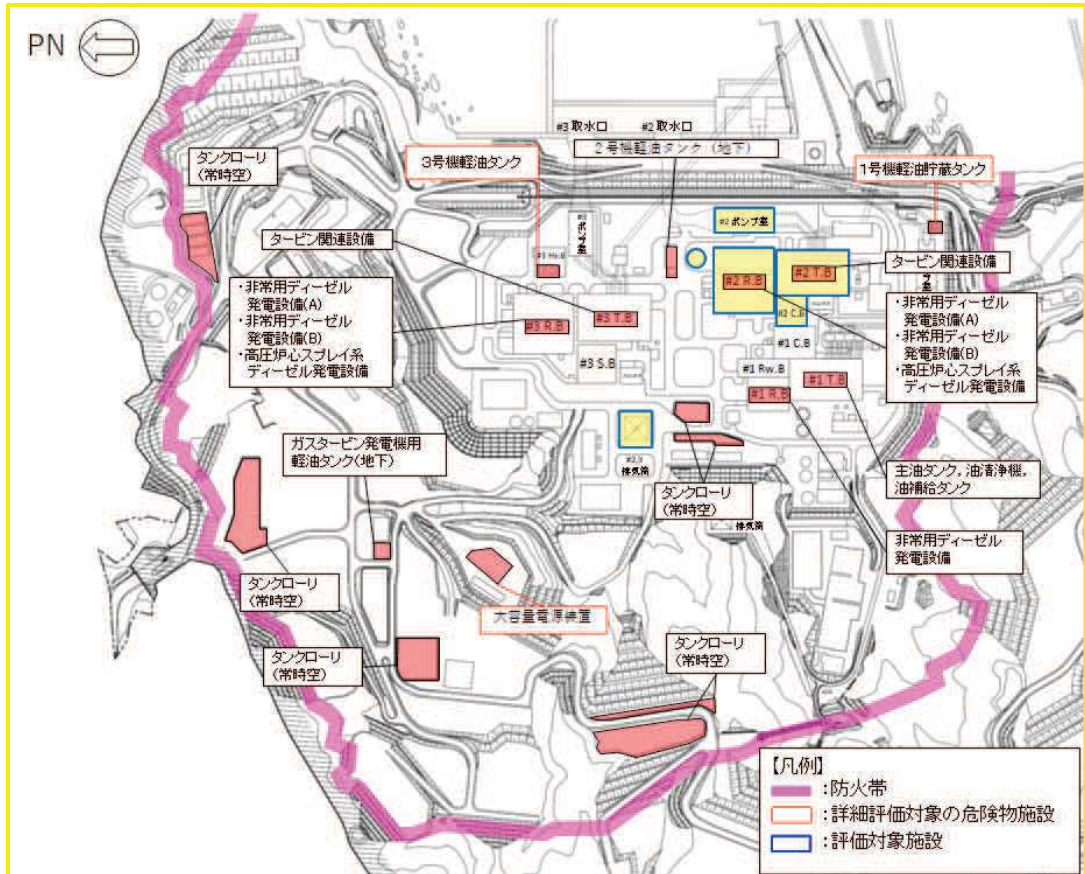 PN
#3 取水口
#2 取水口
2号機軽油タンク（地下）
3号機軽油タンク
1号機軽油貯蔵タンク
タンクローリ
(常時空)
#2 ポンプ室
#3 ポンプ室
タービン関連設備
タービン関連設備
#3 Hx.B
#2 R.B
#2 T.B
・非常用ディーゼル
発電設備(A)
・非常用ディーゼル
発電設備(B)
・高圧炉心スプレイ系
ディーゼル発電設備
#3 R.B
#3 T.B
・非常用ディーゼル
発電設備(A)
・非常用ディーゼル
発電設備(B)
・高圧炉心スプレイ系
ディーゼル発電設備
#2 C.B
#1 C.B
#3 S.B
#1 Rw.B
#1 T.B
#1 R.B
ガスタービン発電機用
軽油タンク(地下)
排気筒
主油タンク，油清浄機，
油補給タンク
タンクローリ
(常時空)
排気筒
非常用ディーゼル
発電設備
タンクローリ
(常時空)
大容量電源装置
タンクローリ
(常時空)
タンクローリ
(常時空)
【凡例】
：防火帯
：詳細評価対象の危険物施設
：評価対象施設